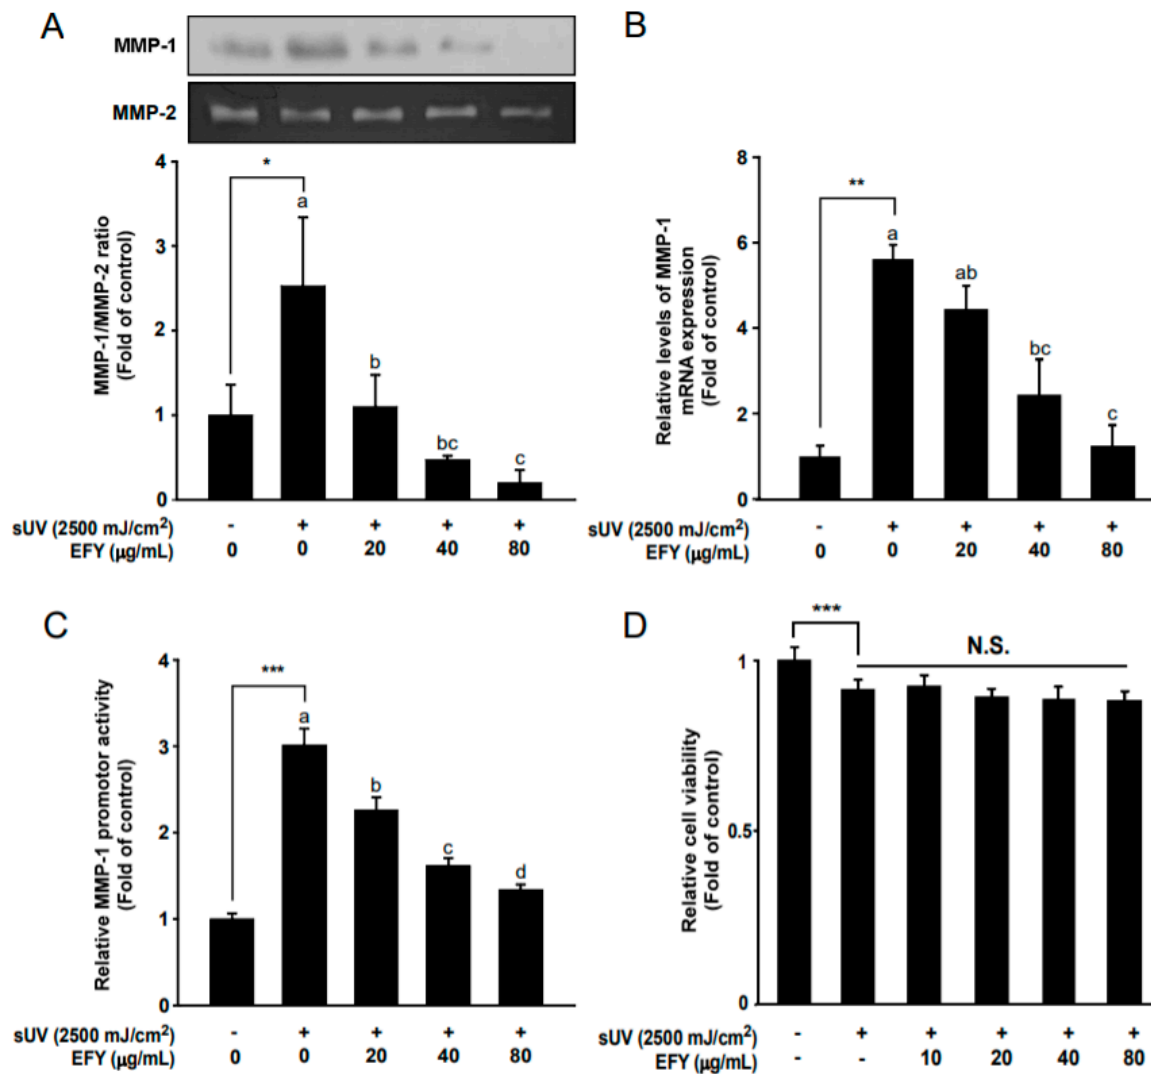 A
MMP-1
MMP-2
MMP-1/MMP-2 ratio
(Fold of control)
4
3
2
1
0
*
a
b
bc
c
sUV (2500 mJ/cm²) - + + + +
EFY (μg/mL) 0 0 20 40 80
B
Relative levels of MMP-1
mRNA expression
(Fold of control)
8
6
4
2
0
**
a
ab
bc
c
sUV (2500 mJ/cm²) - + + + +
EFY (μg/mL) 0 0 20 40 80
C
Relative MMP-1 promotor activity
(Fold of control)
4
3
2
1
0
***
a
b
c
d
sUV (2500 mJ/cm²) - + + + +
EFY (μg/mL) 0 0 20 40 80
D
Relative cell viability
(Fold of control)
1
0.5
0
***
N.S.
sUV (2500 mJ/cm²) - + + + + +
EFY (μg/mL) - - 10 20 40 80